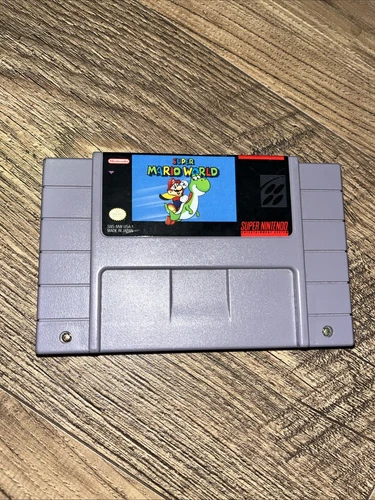 Nintendo
SUPER
MARIO WORLD
SNS-MW-USA-1
MADE IN JAPAN
SUPER NINTENDO